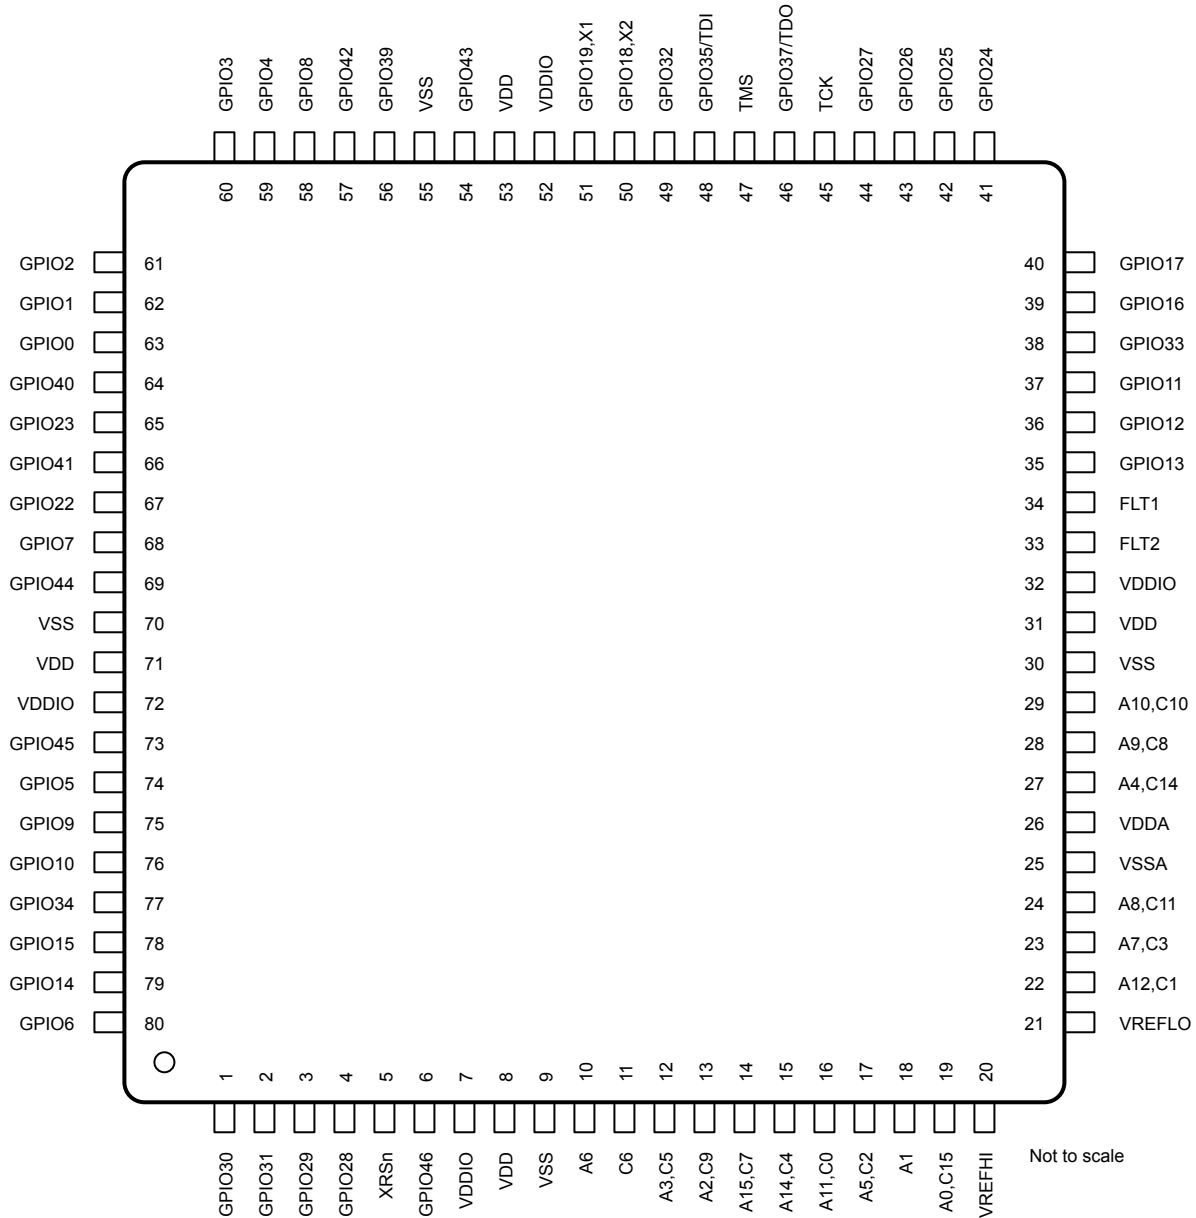 GPIO3
GPIO4
GPIO8
GPIO42
GPIO39
VSS
GPIO43
VDD
VDDIO
GPIO19,X1
GPIO18,X2
GPIO32
GPIO35/TDI
TMS
GPIO37/TDO
TCK
GPIO27
GPIO26
GPIO25
GPIO24
60
59
58
57
56
55
54
53
52
51
50
49
48
47
46
45
44
43
42
41
GPIO2 61
GPIO1 62
GPIO0 63
GPIO40 64
GPIO23 65
GPIO41 66
GPIO22 67
GPIO7 68
GPIO44 69
VSS 70
VDD 71
VDDIO 72
GPIO45 73
GPIO5 74
GPIO9 75
GPIO10 76
GPIO34 77
GPIO15 78
GPIO14 79
GPIO6 80
40 GPIO17
39 GPIO16
38 GPIO33
37 GPIO11
36 GPIO12
35 GPIO13
34 FLT1
33 FLT2
32 VDDIO
31 VDD
30 VSS
29 A10,C10
28 A9,C8
27 A4,C14
26 VDDA
25 VSSA
24 A8,C11
23 A7,C3
22 A12,C1
21 VREFLO
1
2
3
4
5
6
7
8
9
10
11
12
13
14
15
16
17
18
19
20
GPIO30
GPIO31
GPIO29
GPIO28
XRSn
GPIO46
VDDIO
VDD
VSS
A6
C6
A3,C5
A2,C9
A15,C7
A14,C4
A11,C0
A5,C2
A1
A0,C15
VREFHI
Not to scale